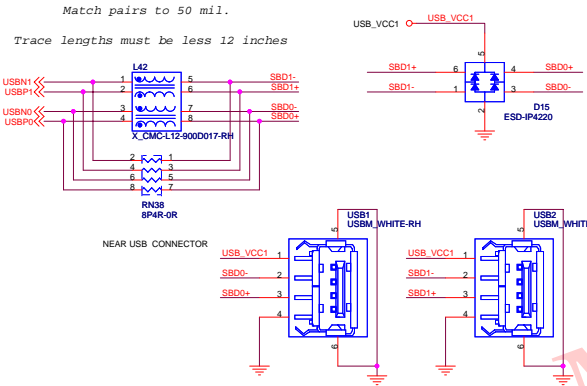 Match pairs to 50 mil.
Trace lengths must be less 12 inches
L42
USBN1 1 5 SBD1-
USBP1 2 6 SBD1+
USBN0 3 7 SBD0-
USBP0 4 8 SBD0+
X_CMC-L12-900D017-RH
2 1
4 3
6 5
8 7
RN38
8P4R-0R
NEAR USB CONNECTOR
USB_VCC1 USB_VCC1
5
SBD1+ 6 4 SBD0+
SBD1- 1 3 SBD0-
2
D15
ESD-IP4220
USB1
USBM_WHITE-RH
5
USB_VCC1 1
SBD0- 2
SBD0+ 3
4
6
USB2
USBM_WHIT
5
USB_VCC1 1
SBD1- 2
SBD1+ 3
4
6